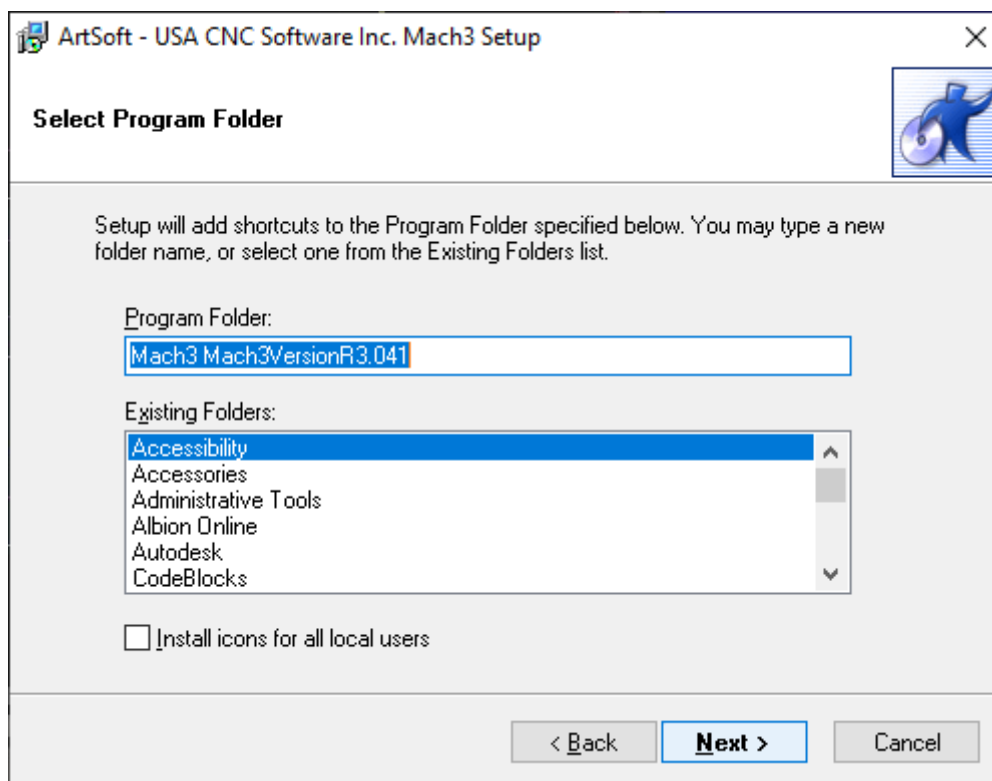 ArtSoft - USA CNC Software Inc. Mach3 Setup
Select Program Folder
Setup will add shortcuts to the Program Folder specified below. You may type a new
folder name, or select one from the Existing Folders list.
Program Folder:
Mach3 Mach3VersionR3.041
Existing Folders:
Accessibility
Accessories
Administrative Tools
Albion Online
Autodesk
CodeBlocks
Install icons for all local users
< Back
Next >
Cancel